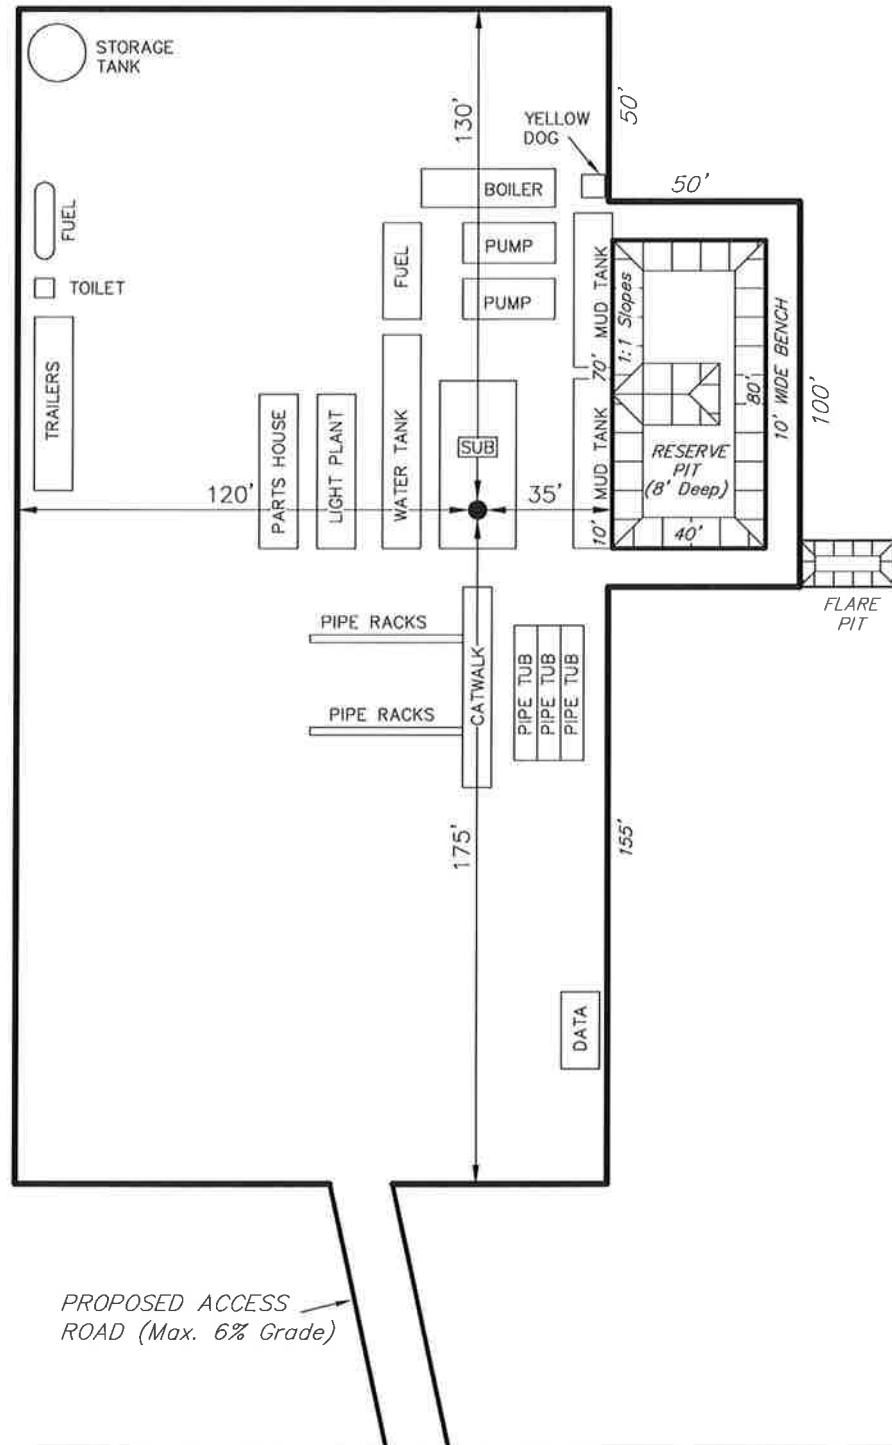 STORAGE
TANK
130'
50'
YELLOW
DOG
50'
BOILER
FUEL
FUEL
PUMP
PUMP
TOILET
MUD TANK
1:1 Slopes
70'
10' WIDE BENCH
100'
80'
TRAILERS
PARTS HOUSE
LIGHT PLANT
WATER TANK
SUB
MUD TANK
RESERVE
PIT
(8' Deep)
120'
35'
10'
40'
FLARE
PIT
PIPE RACKS
CATWALK
PIPE TUB
PIPE TUB
PIPE TUB
PIPE RACKS
175'
155'
DATA
PROPOSED ACCESS
ROAD (Max. 6% Grade)